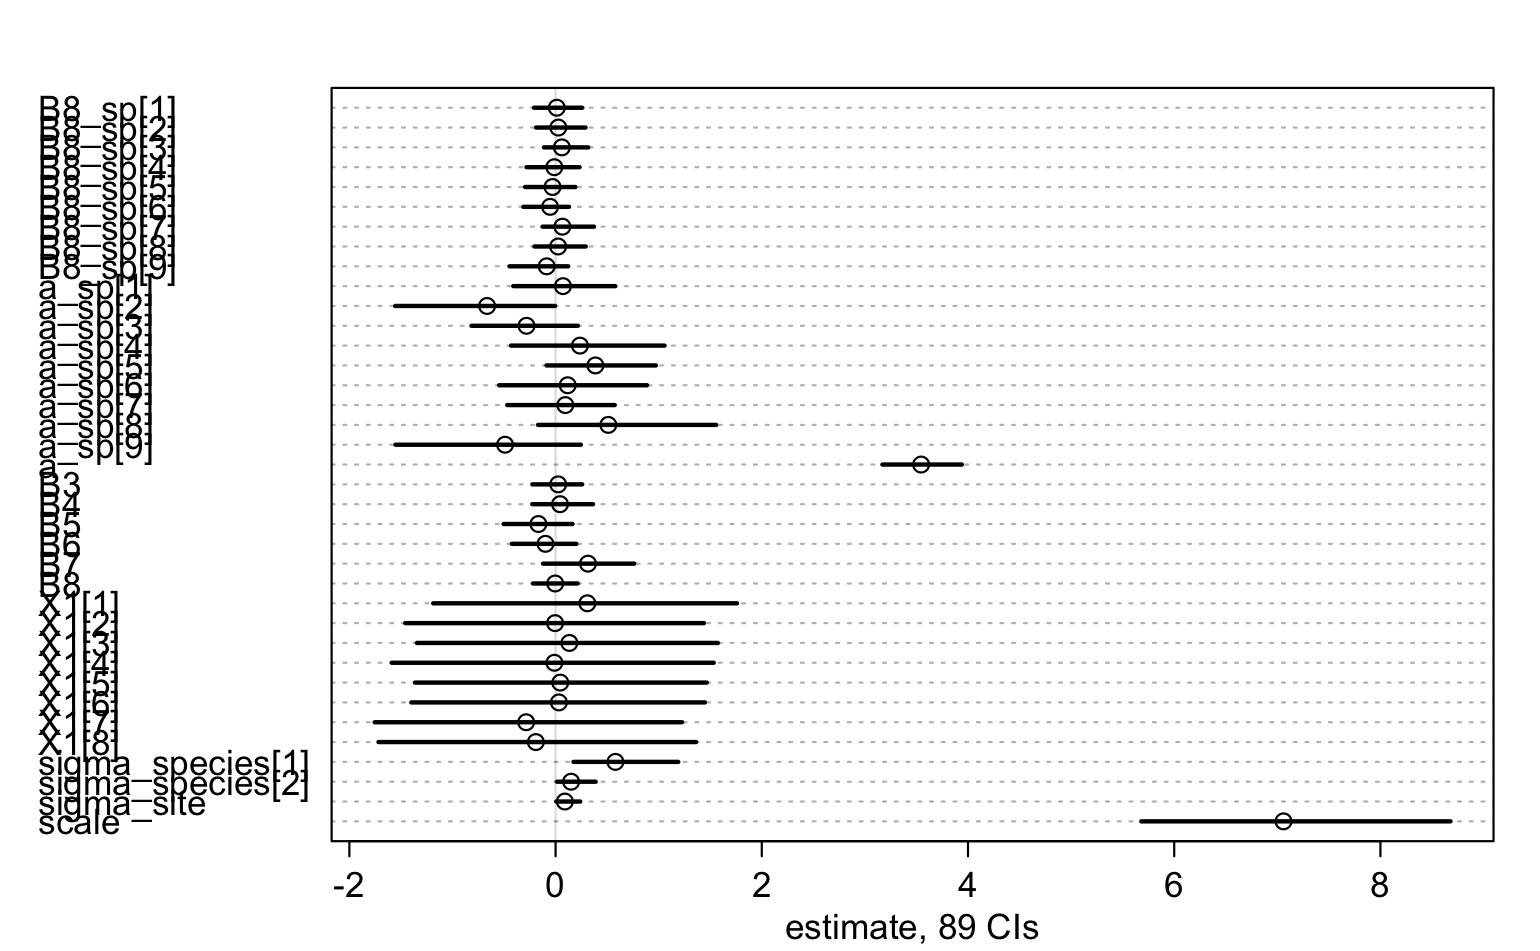 B8_sp[1]
B8_sp[2]
B8_sp[3]
B8_sp[4]
B8_sp[5]
B8_sp[6]
B8_sp[7]
B8_sp[8]
B8_sp[9]
a_sp[1]
a_sp[2]
a_sp[3]
a_sp[4]
a_sp[5]
a_sp[6]
a_sp[7]
a_sp[8]
a_sp[9]
a
B3
B4
B5
B6
B7
B8
X1[1]
X1[2]
X1[3]
X1[4]
X1[5]
X1[6]
X1[7]
X1[8]
sigma_species[1]
sigma_species[2]
sigma_site
scale
-2 0 2 4 6 8
estimate, 89 CIs